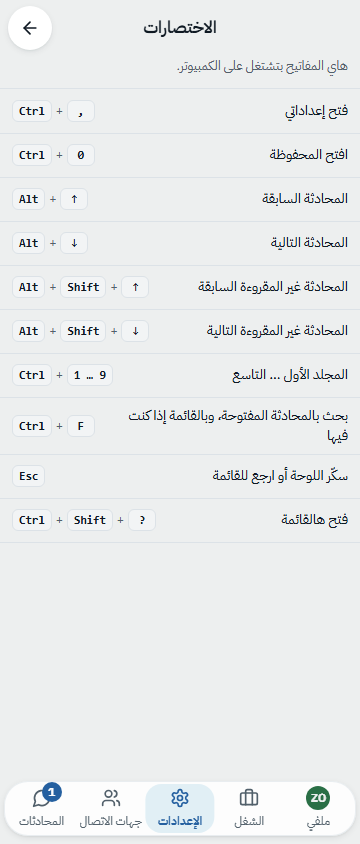 الاختصارات
هاي المفاتيح بتشتغل على الكمبيوتر.
فتح إعداداتي
Ctrl + ,
افتح المحفوظة
Ctrl + 0
المحادثة السابقة
Alt + ↑
المحادثة التالية
Alt + ↓
المحادثة غير المقروءة السابقة
Alt + Shift + ↑
المحادثة غير المقروءة التالية
Alt + Shift + ↓
المجلد الأول ... التاسع
Ctrl + 1 … 9
بحث بالمحادثة المفتوحة، وبالقائمة إذا كنت
فيها
Ctrl + F
سكّر اللوحة أو ارجع للقائمة
Esc
فتح هالقائمة
Ctrl + Shift + ?
ZO
ملفي
الشغل
الإعدادات
جهات الاتصال
1
المحادثات